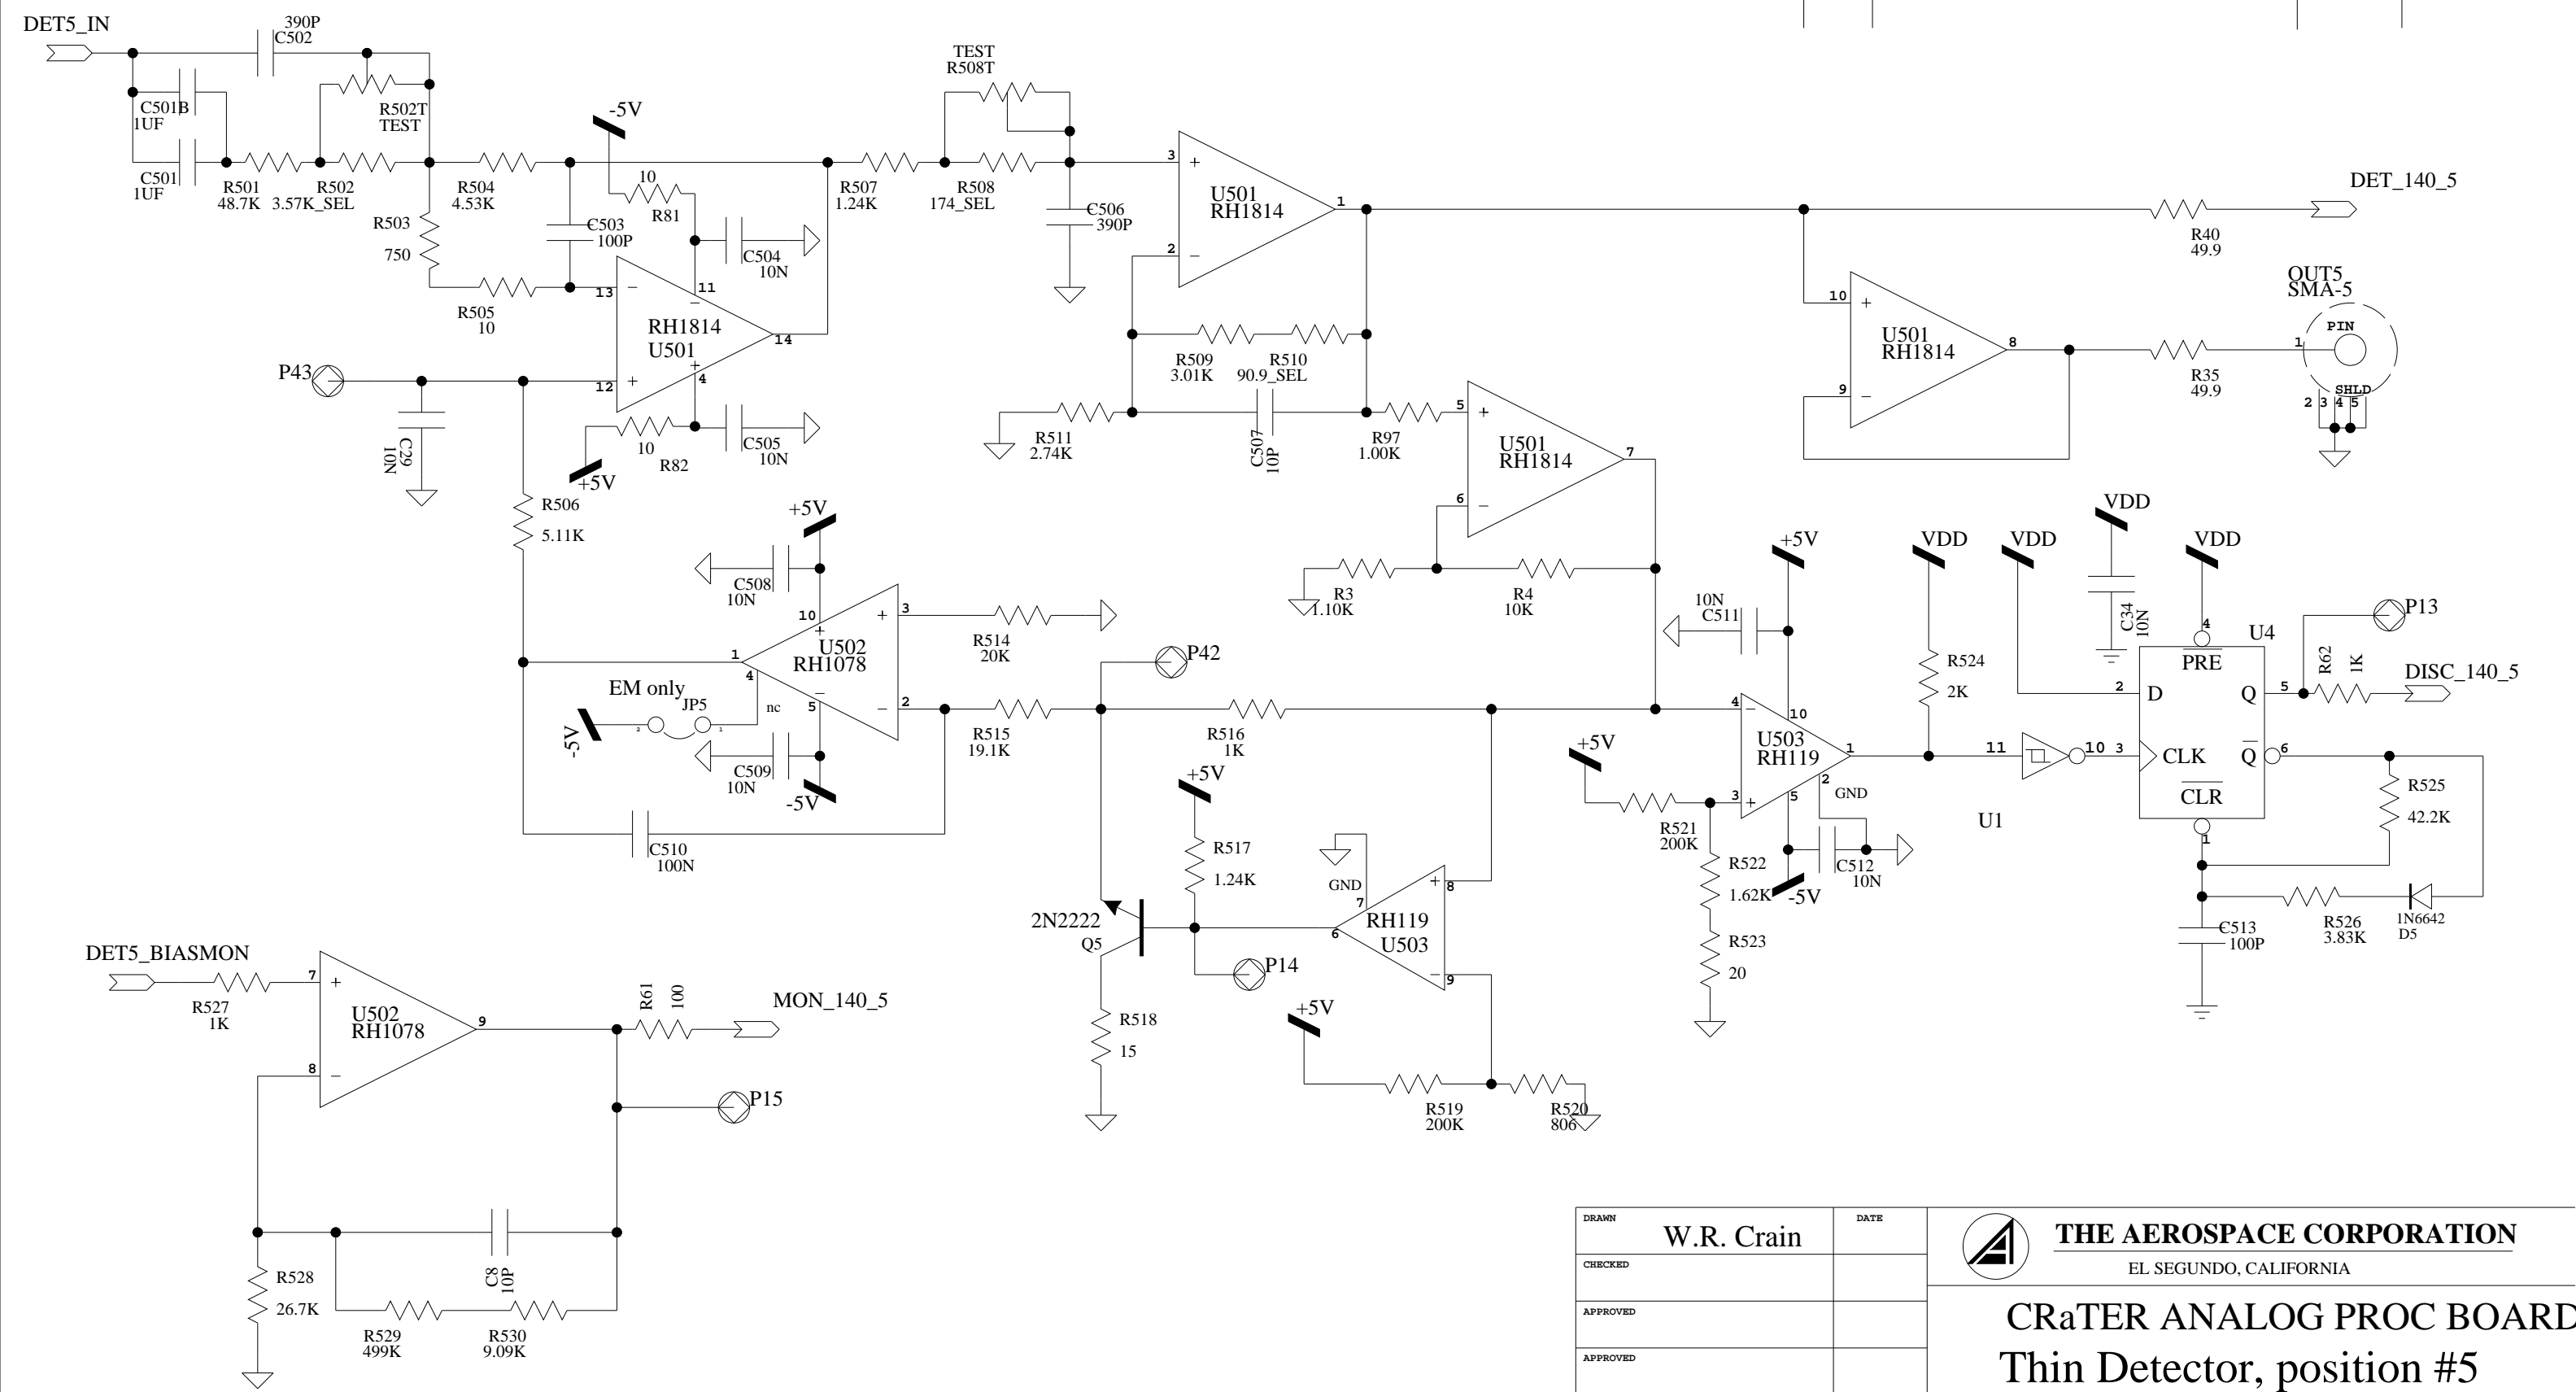 DET5_IN
390P
C502
C501B
1UF
R502T
TEST
C501
1UF
R501
48.7K
R502
3.57K_SEL
R503
750
R504
4.53K
-5V
10
R81
C503
100P
C504
10N
R505
10
13
11
RH1814
U501
14
12
4
P43
C29
10N
10
R82
+5V
C505
10N
R506
5.11K
TEST
R508T
R507
1.24K
R508
174_SEL
C506
390P
3
2
1
U501
RH1814
R509
3.01K
R510
90.9_SEL
R511
2.74K
C507
10P
R97
1.00K
5
6
7
U501
RH1814
R3
1.10K
R4
10K
10
9
8
U501
RH1814
DET_140_5
R40
49.9
OUT5
SMA-5
PIN
1
SHLD
2 3 4 5
R35
49.9
+5V
C508
10N
10
3
U502
RH1078
1
4
5
2
nc
EM only
JP5
2
1
-5V
C509
10N
-5V
R514
20K
R515
19.1K
C510
100N
P42
R516
1K
+5V
R517
1.24K
2N2222
Q5
P14
R518
15
GND
7
8
RH119
U503
6
9
+5V
R519
200K
R520
806
+5V
10N
C511
4
10
U503
RH119
1
2
GND
3
5
+5V
R521
200K
R522
1.62K
R523
20
C512
10N
-5V
VDD
R524
2K
11
10
U1
VDD
VDD
C34
10N
VDD
4
U4
PRE
2
D
Q
5
3
CLK
Q
6
CLR
1
P13
R62
1K
DISC_140_5
R525
42.2K
R526
3.83K
1N6642
D5
C513
100P
DET5_BIASMON
R527
1K
7
8
U502
RH1078
9
R61
100
MON_140_5
P15
C8
10P
R528
26.7K
R529
499K
R530
9.09K
DRAWN
W.R. Crain
DATE
CHECKED
APPROVED
APPROVED
THE AEROSPACE CORPORATION
EL SEGUNDO, CALIFORNIA
CRaTER ANALOG PROC BOARD
Thin Detector, position #5